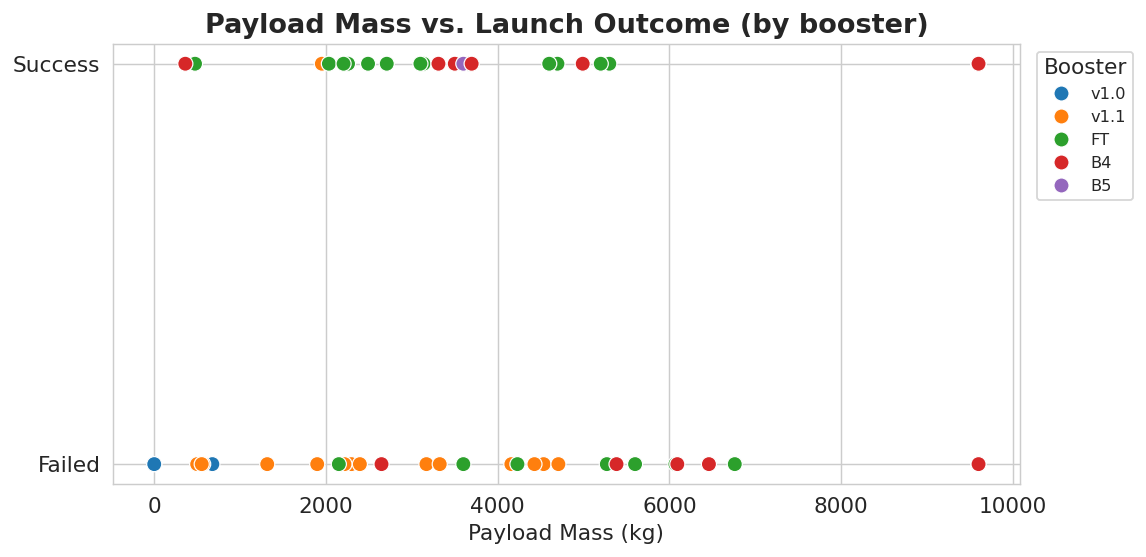 Payload Mass vs. Launch Outcome (by booster)
Success
Failed
0
2000
4000
6000
8000
10000
Payload Mass (kg)
Booster
v1.0
v1.1
FT
B4
B5